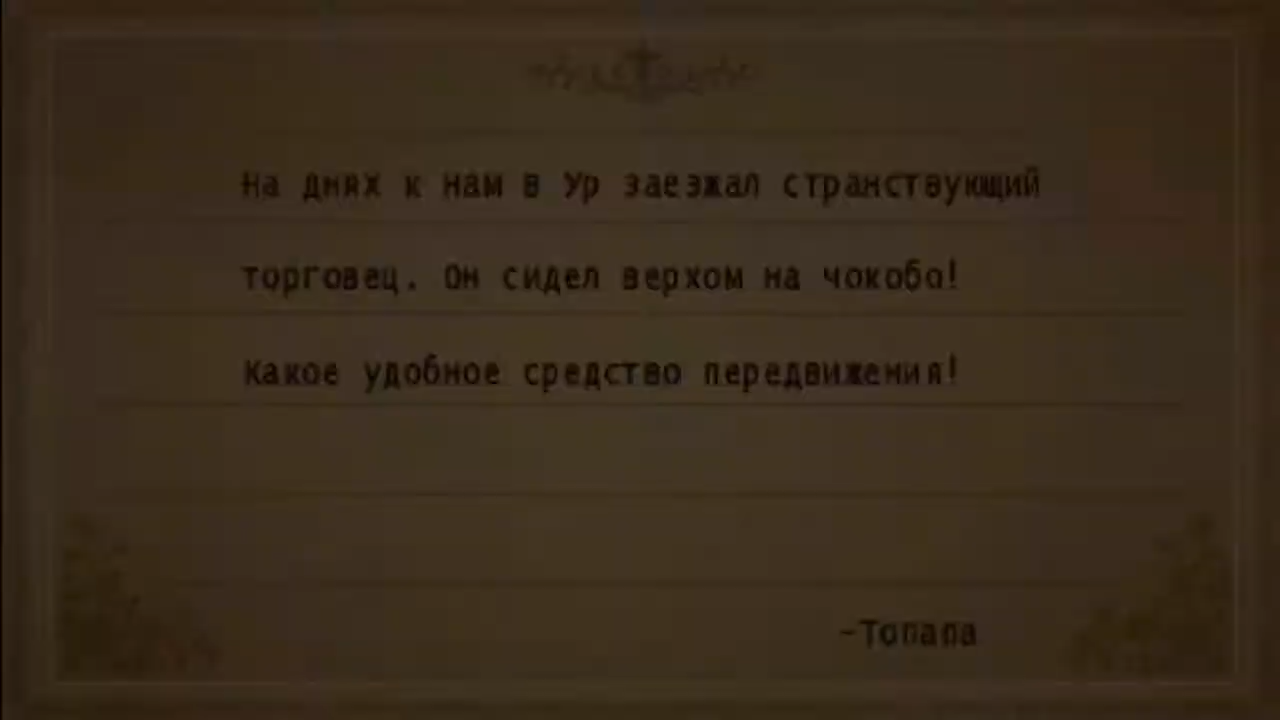 На днях к нам в Ур заезжал странствующий
торговец. Он сидел верхом на чокобо!
Какое удобное средство передвижения!
-Топапа